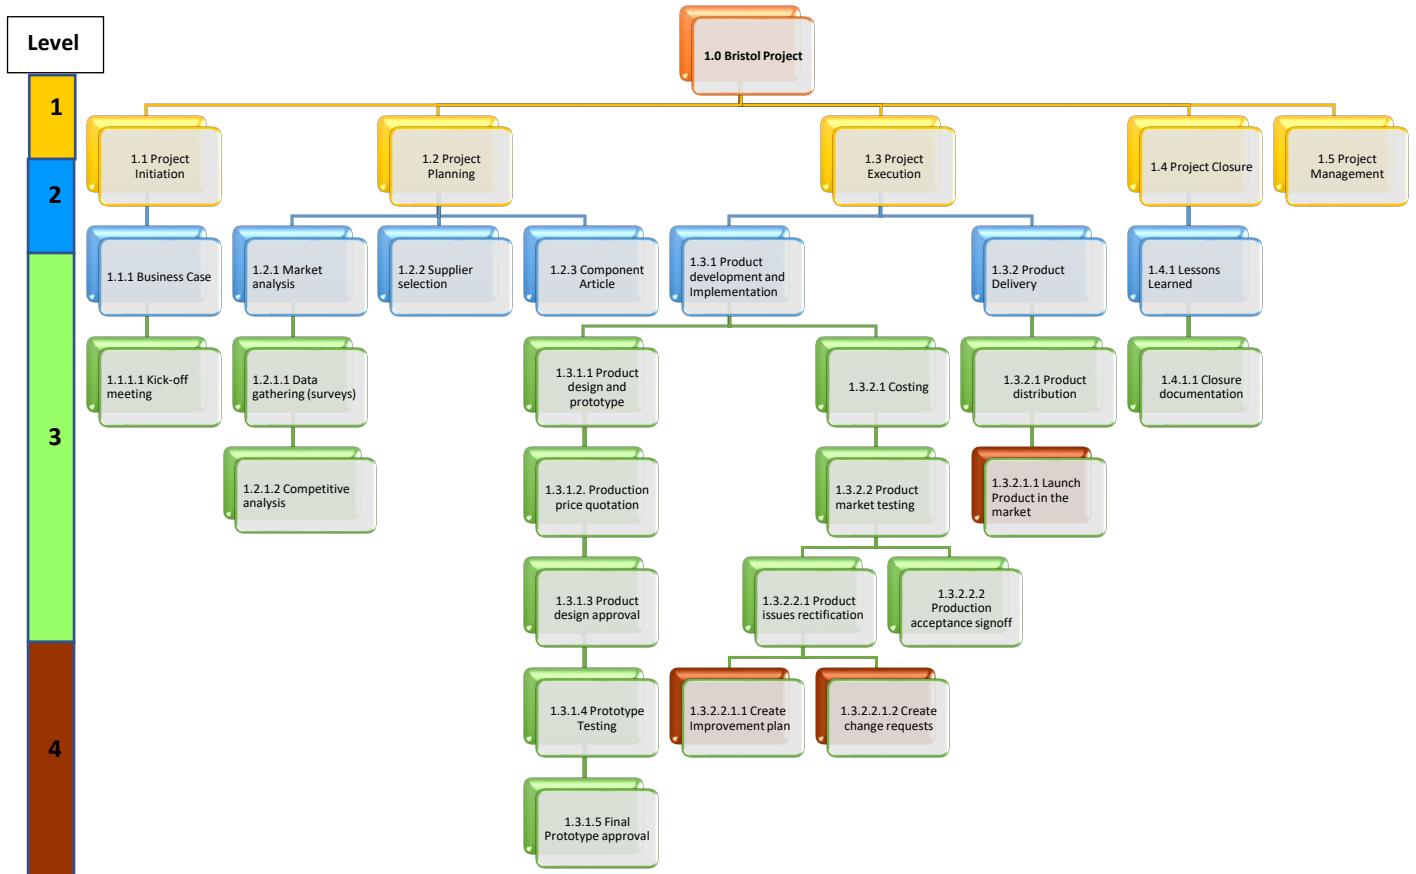 Level
1.0 Bristol Project
1
1.1 Project
Initiation
1.2 Project
Planning
1.3 Project
Execution
1.4 Project Closure
1.5 Project
Management
2
1.1.1 Business Case
1.2.1 Market
analysis
1.2.2 Supplier
selection
1.2.3 Component
Article
1.3.1 Product
development and
Implementation
1.3.2 Product
Delivery
1.4.1 Lessons
Learned
3
1.1.1.1 Kick-off
meeting
1.2.1.1 Data
gathering (surveys)
1.3.1.1 Product
design and
prototype
1.3.2.1 Costing
1.3.2.1 Product
distribution
1.4.1.1 Closure
documentation
1.2.1.2 Competitive
analysis
1.3.1.2. Production
price quotation
1.3.2.2 Product
market testing
1.3.2.1.1 Launch
Product in the
market
1.3.1.3 Product
design approval
1.3.2.2.1 Product
issues rectification
1.3.2.2.2
Production
acceptance signoff
4
1.3.1.4 Prototype
Testing
1.3.2.2.1.1 Create
Improvement plan
1.3.2.2.1.2 Create
change requests
1.3.1.5 Final
Prototype approval